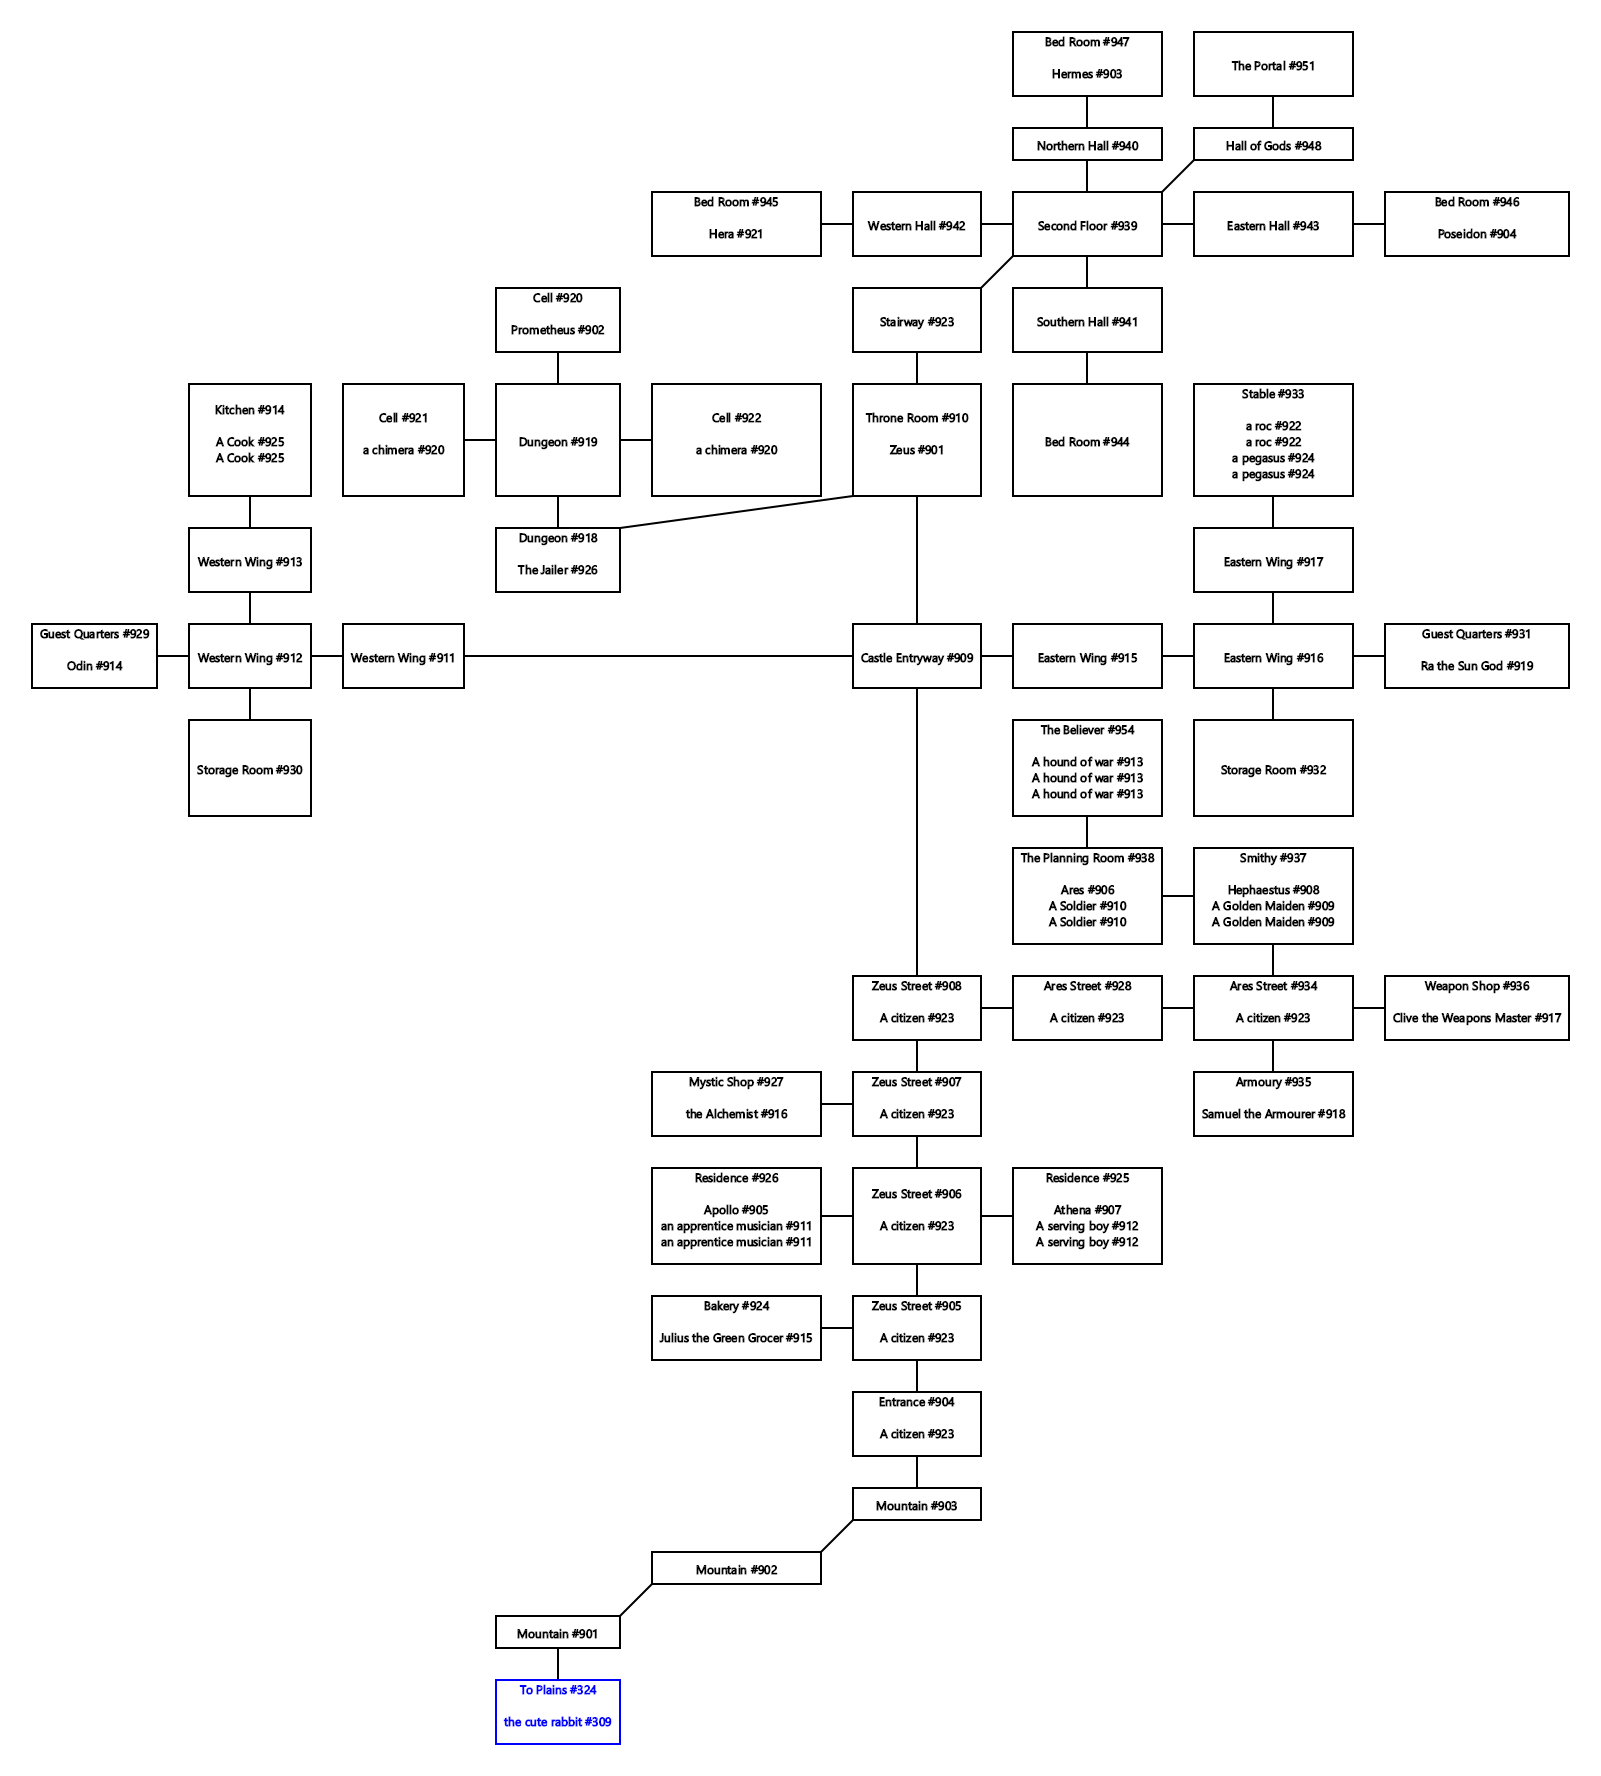 Bed Room #947
Hermes #903
The Portal #951
Northern Hall #940
Hall of Gods #948
Bed Room #945
Hera #921
Western Hall #942
Second Floor #939
Eastern Hall #943
Bed Room #946
Poseidon #904
Cell #920
Prometheus #902
Stairway #923
Southern Hall #941
Kitchen #914
A Cook #925
A Cook #925
Cell #921
a chimera #920
Dungeon #919
Cell #922
a chimera #920
Throne Room #910
Zeus #901
Bed Room #944
Stable #933
a roc #922
a roc #922
a pegasus #924
a pegasus #924
Western Wing #913
Dungeon #918
The Jailer #926
Eastern Wing #917
Guest Quarters #929
Odin #914
Western Wing #912
Western Wing #911
Castle Entryway #909
Eastern Wing #915
Eastern Wing #916
Guest Quarters #931
Ra the Sun God #919
Storage Room #930
The Believer #954
A hound of war #913
A hound of war #913
A hound of war #913
Storage Room #932
The Planning Room #938
Ares #906
A Soldier #910
A Soldier #910
Smithy #937
Hephaestus #908
A Golden Maiden #909
A Golden Maiden #909
Zeus Street #908
A citizen #923
Ares Street #928
A citizen #923
Ares Street #934
A citizen #923
Weapon Shop #936
Clive the Weapons Master #917
Mystic Shop #927
the Alchemist #916
Zeus Street #907
A citizen #923
Armoury #935
Samuel the Armourer #918
Residence #926
Apollo #905
an apprentice musician #911
an apprentice musician #911
Zeus Street #906
A citizen #923
Residence #925
Athena #907
A serving boy #912
A serving boy #912
Bakery #924
Julius the Green Grocer #915
Zeus Street #905
A citizen #923
Entrance #904
A citizen #923
Mountain #903
Mountain #902
Mountain #901
To Plains #324
the cute rabbit #309